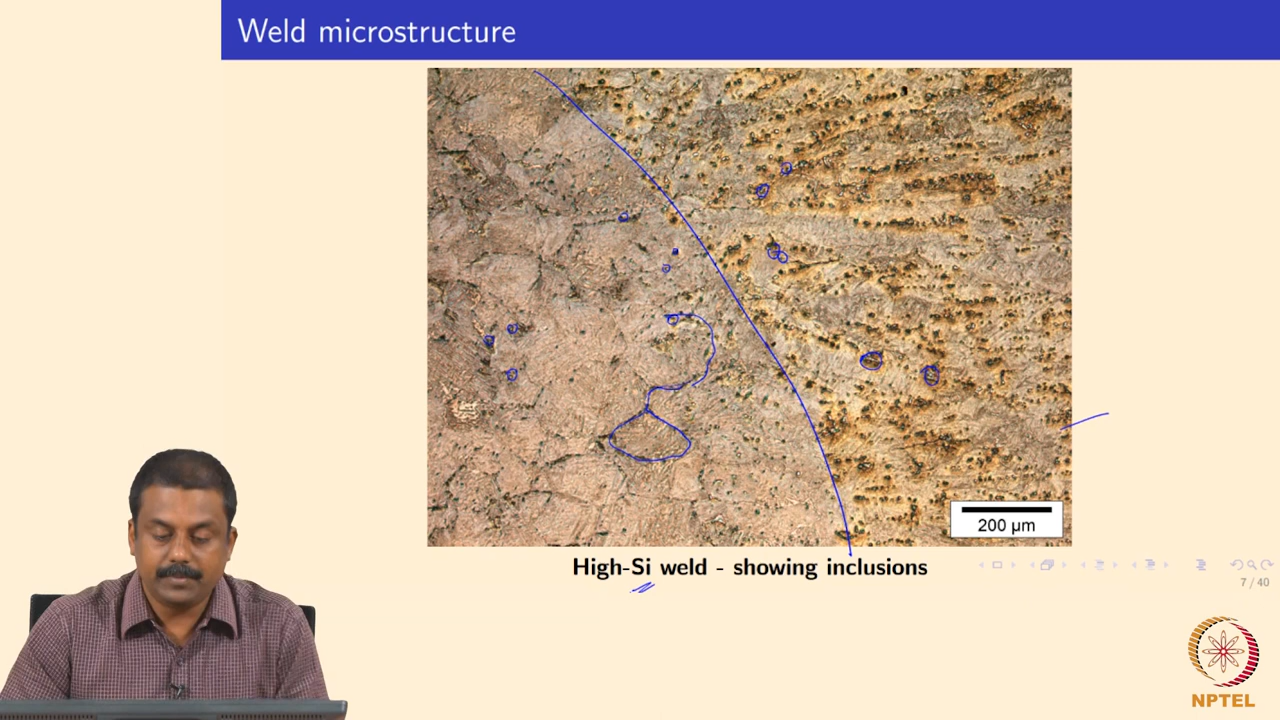 Weld microstructure
200 µm
High-Si weld - showing inclusions
7 / 40
NPTEL